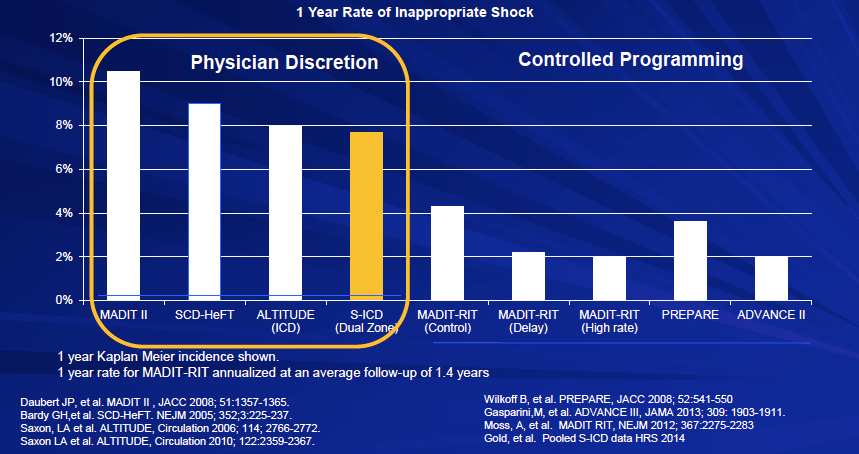 1 Year Rate of Inappropriate Shock
12%
Physician Discretion
Controlled Programming
10%
8%
6%
4%
2%
0%
MADIT II
SCD-HeFT
ALTITUDE
(ICD)
S-ICD
(Dual Zone)
MADIT-RIT
(Control)
MADIT-RIT
(Delay)
MADIT-RIT
(High rate)
PREPARE
ADVANCE II
1 year Kaplan Meier incidence shown.
1 year rate for MADIT-RIT annualized at an average follow-up of 1.4 years
Daubert JP, et al. MADIT II , JACC 2008; 51:1357-1365.
Bardy GH,et al. SCD-HeFT. NEJM 2005; 352;3:225-237.
Saxon, LA et al. ALTITUDE, Circulation 2006; 114; 2766-2772.
Saxon LA et al. ALTITUDE, Circulation 2010; 122:2359-2367.
Wilkoff B, et al. PREPARE, JACC 2008; 52:541-550
Gasparini,M, et al. ADVANCE III, JAMA 2013; 309: 1903-1911.
Moss, A, et al.  MADIT RIT, NEJM 2012; 367:2275-2283
Gold, et al.  Pooled S-ICD data HRS 2014